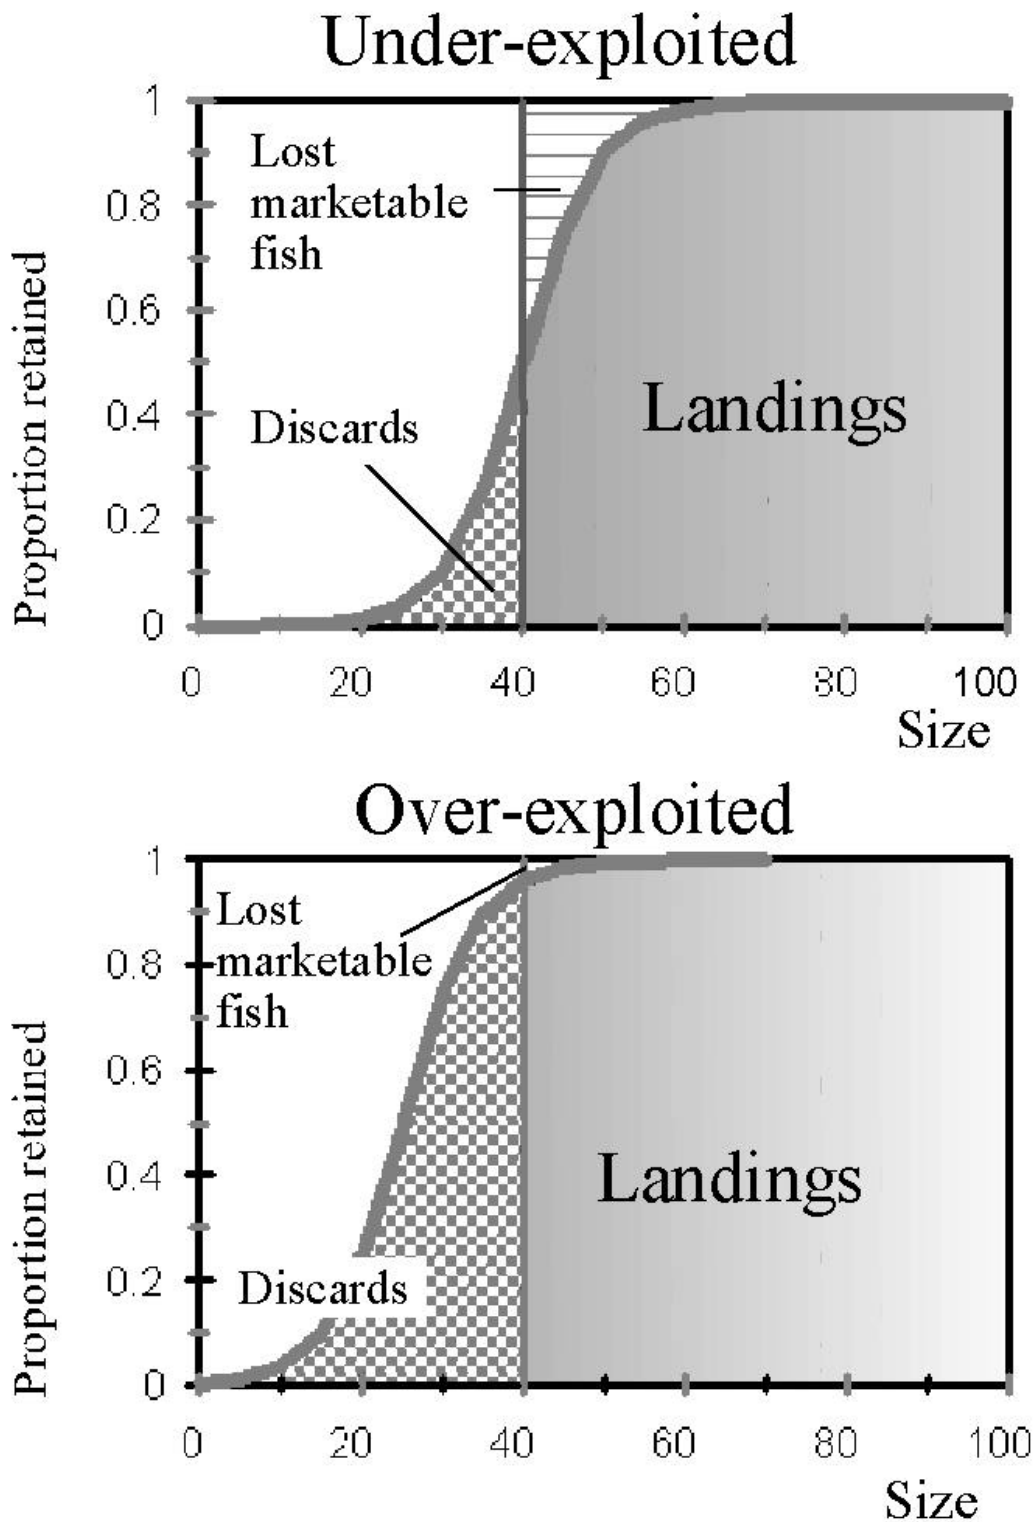 Under-exploited
1
Lost
marketable
fish
0.8
0.6
Proportion retained
0.4
Discards
Landings
0.2
0
0 20 40 60 80 100
Size
Over-exploited
1
Lost
marketable
fish
0.8
0.6
Proportion retained
0.4
Landings
0.2
Discards
0
0 20 40 60 80 100
Size